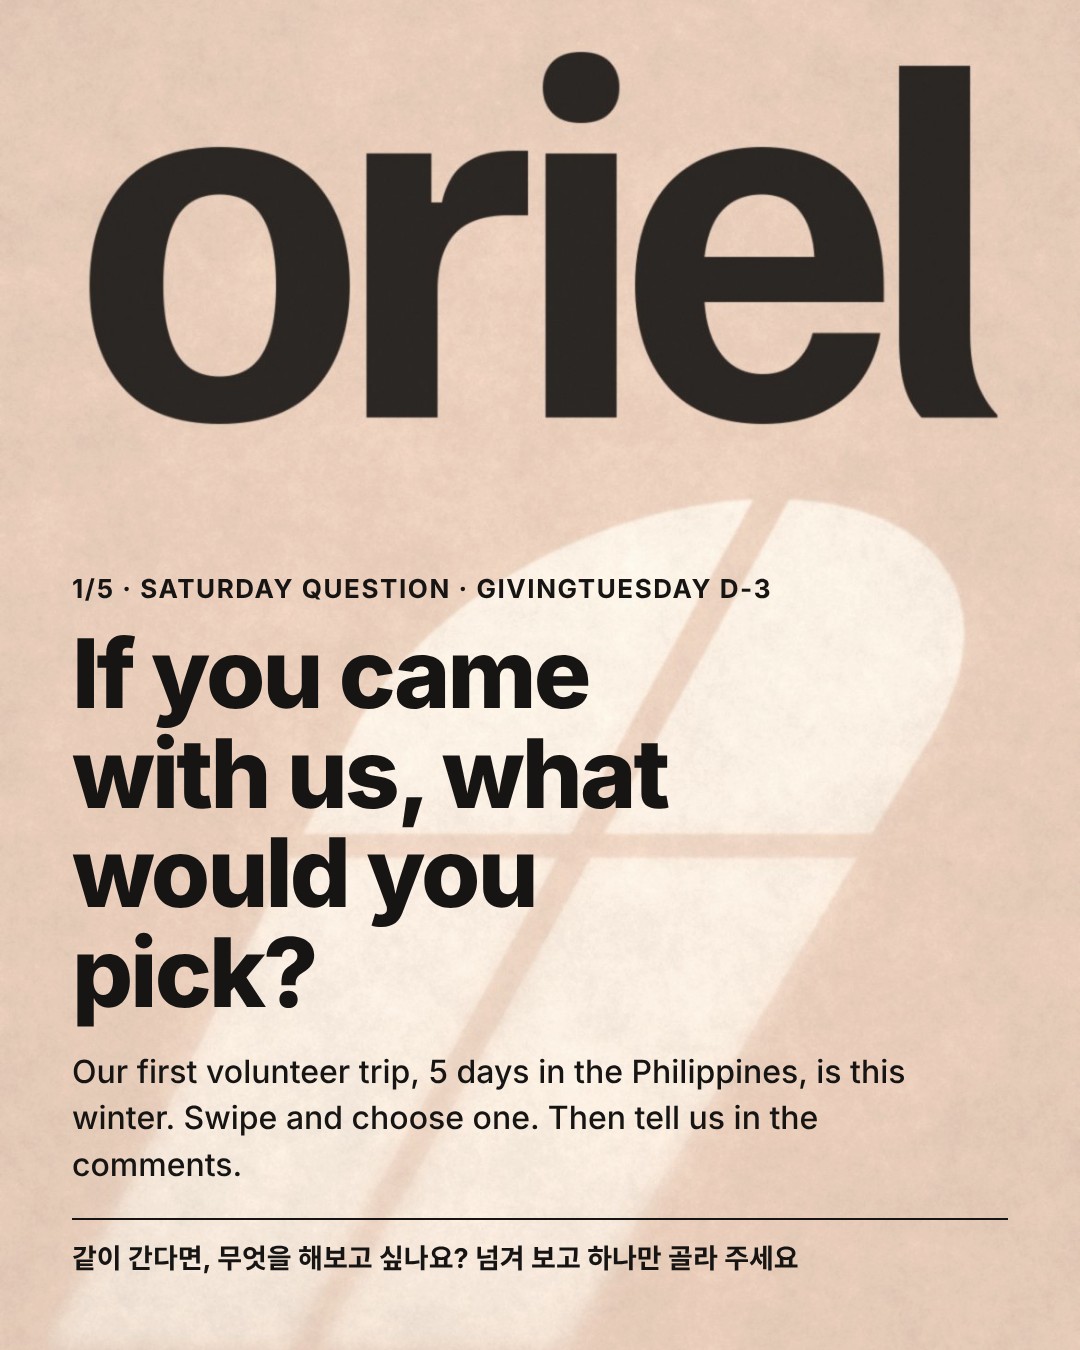 oriel
1/5 · SATURDAY QUESTION · GIVINGTUESDAY D-3
If you came
with us, what
would you
pick?
Our first volunteer trip, 5 days in the Philippines, is this
winter. Swipe and choose one. Then tell us in the
comments.
같이 간다면, 무엇을 해보고 싶나요? 넘겨 보고 하나만 골라 주세요